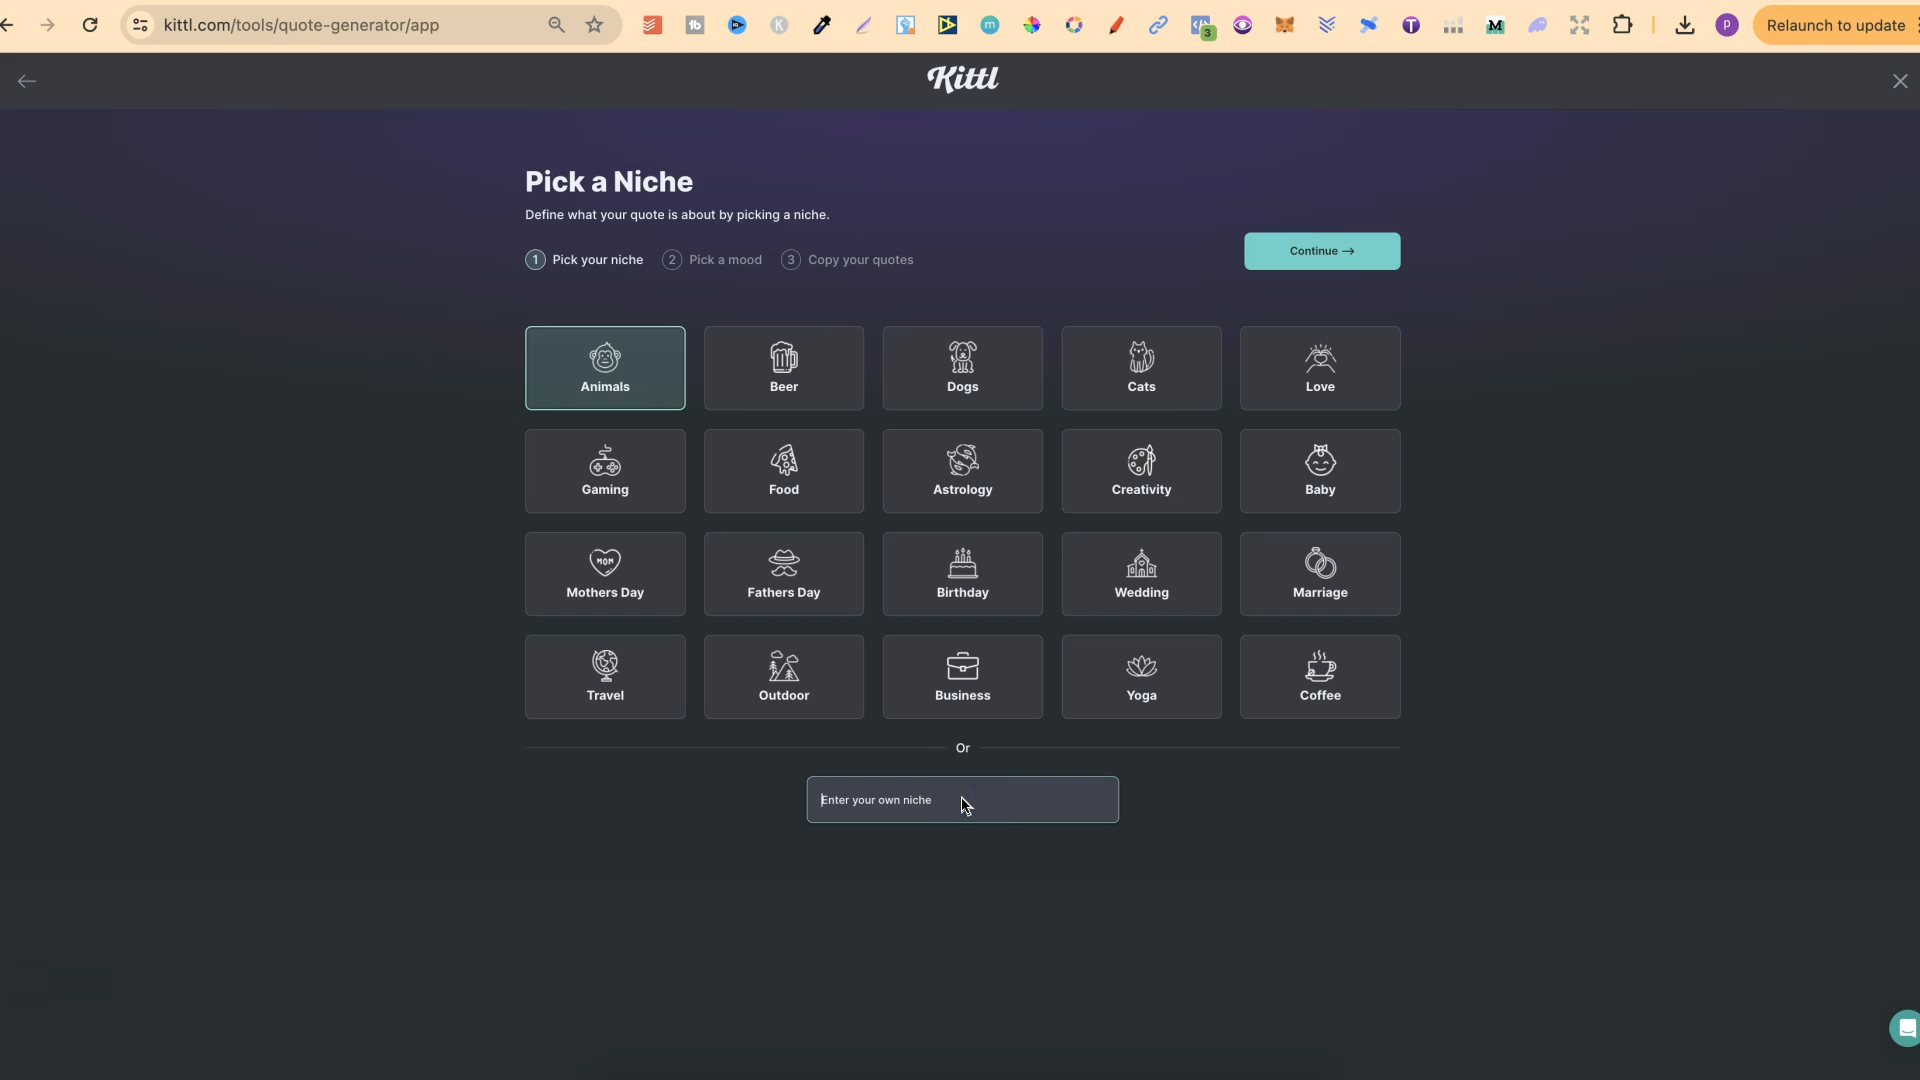 kittl.com/tools/quote-generator/app
3
P
Relaunch to update
Kittl
Pick a Niche
Define what your quote is about by picking a niche.
1 Pick your niche 2 Pick a mood 3 Copy your quotes
Continue →
Animals
Beer
Dogs
Cats
Love
Gaming
Food
Astrology
Creativity
Baby
MOM
Mothers Day
Fathers Day
Birthday
Wedding
Marriage
Travel
Outdoor
Business
Yoga
Coffee
Or
Enter your own niche